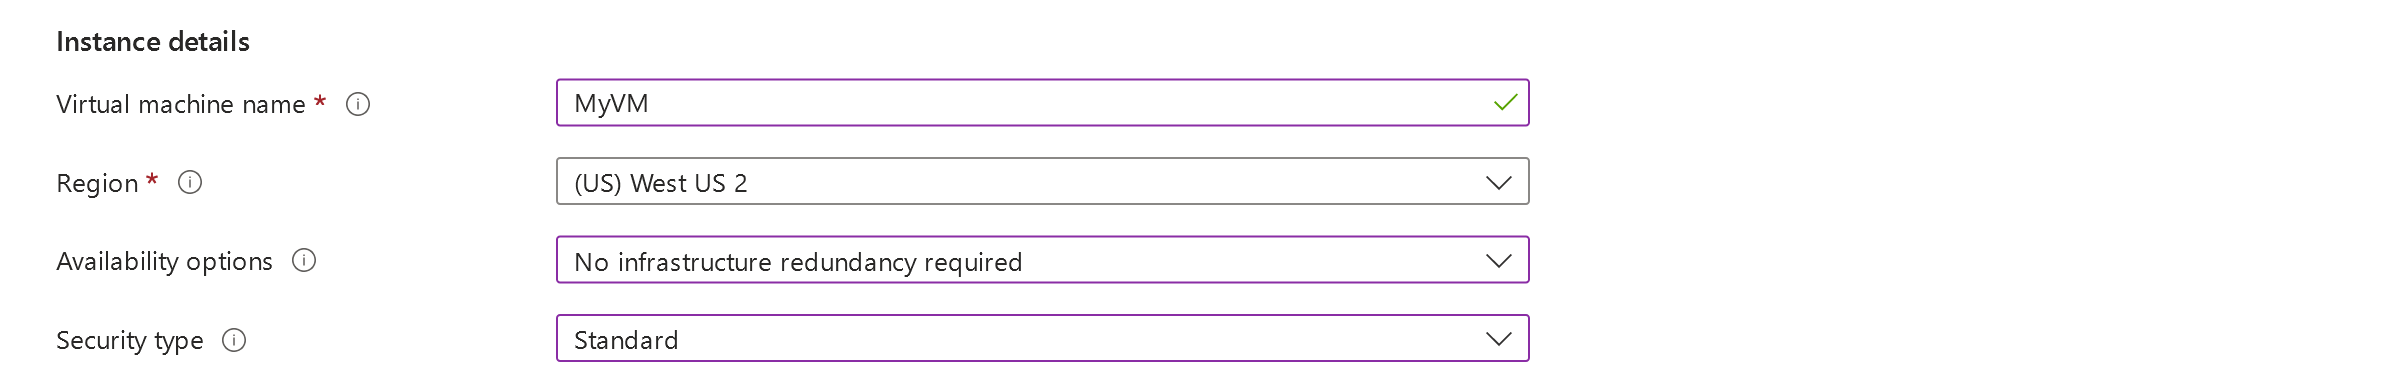 Instance details
Virtual machine name * MyVM
Region * (US) West US 2
Availability options No infrastructure redundancy required
Security type Standard